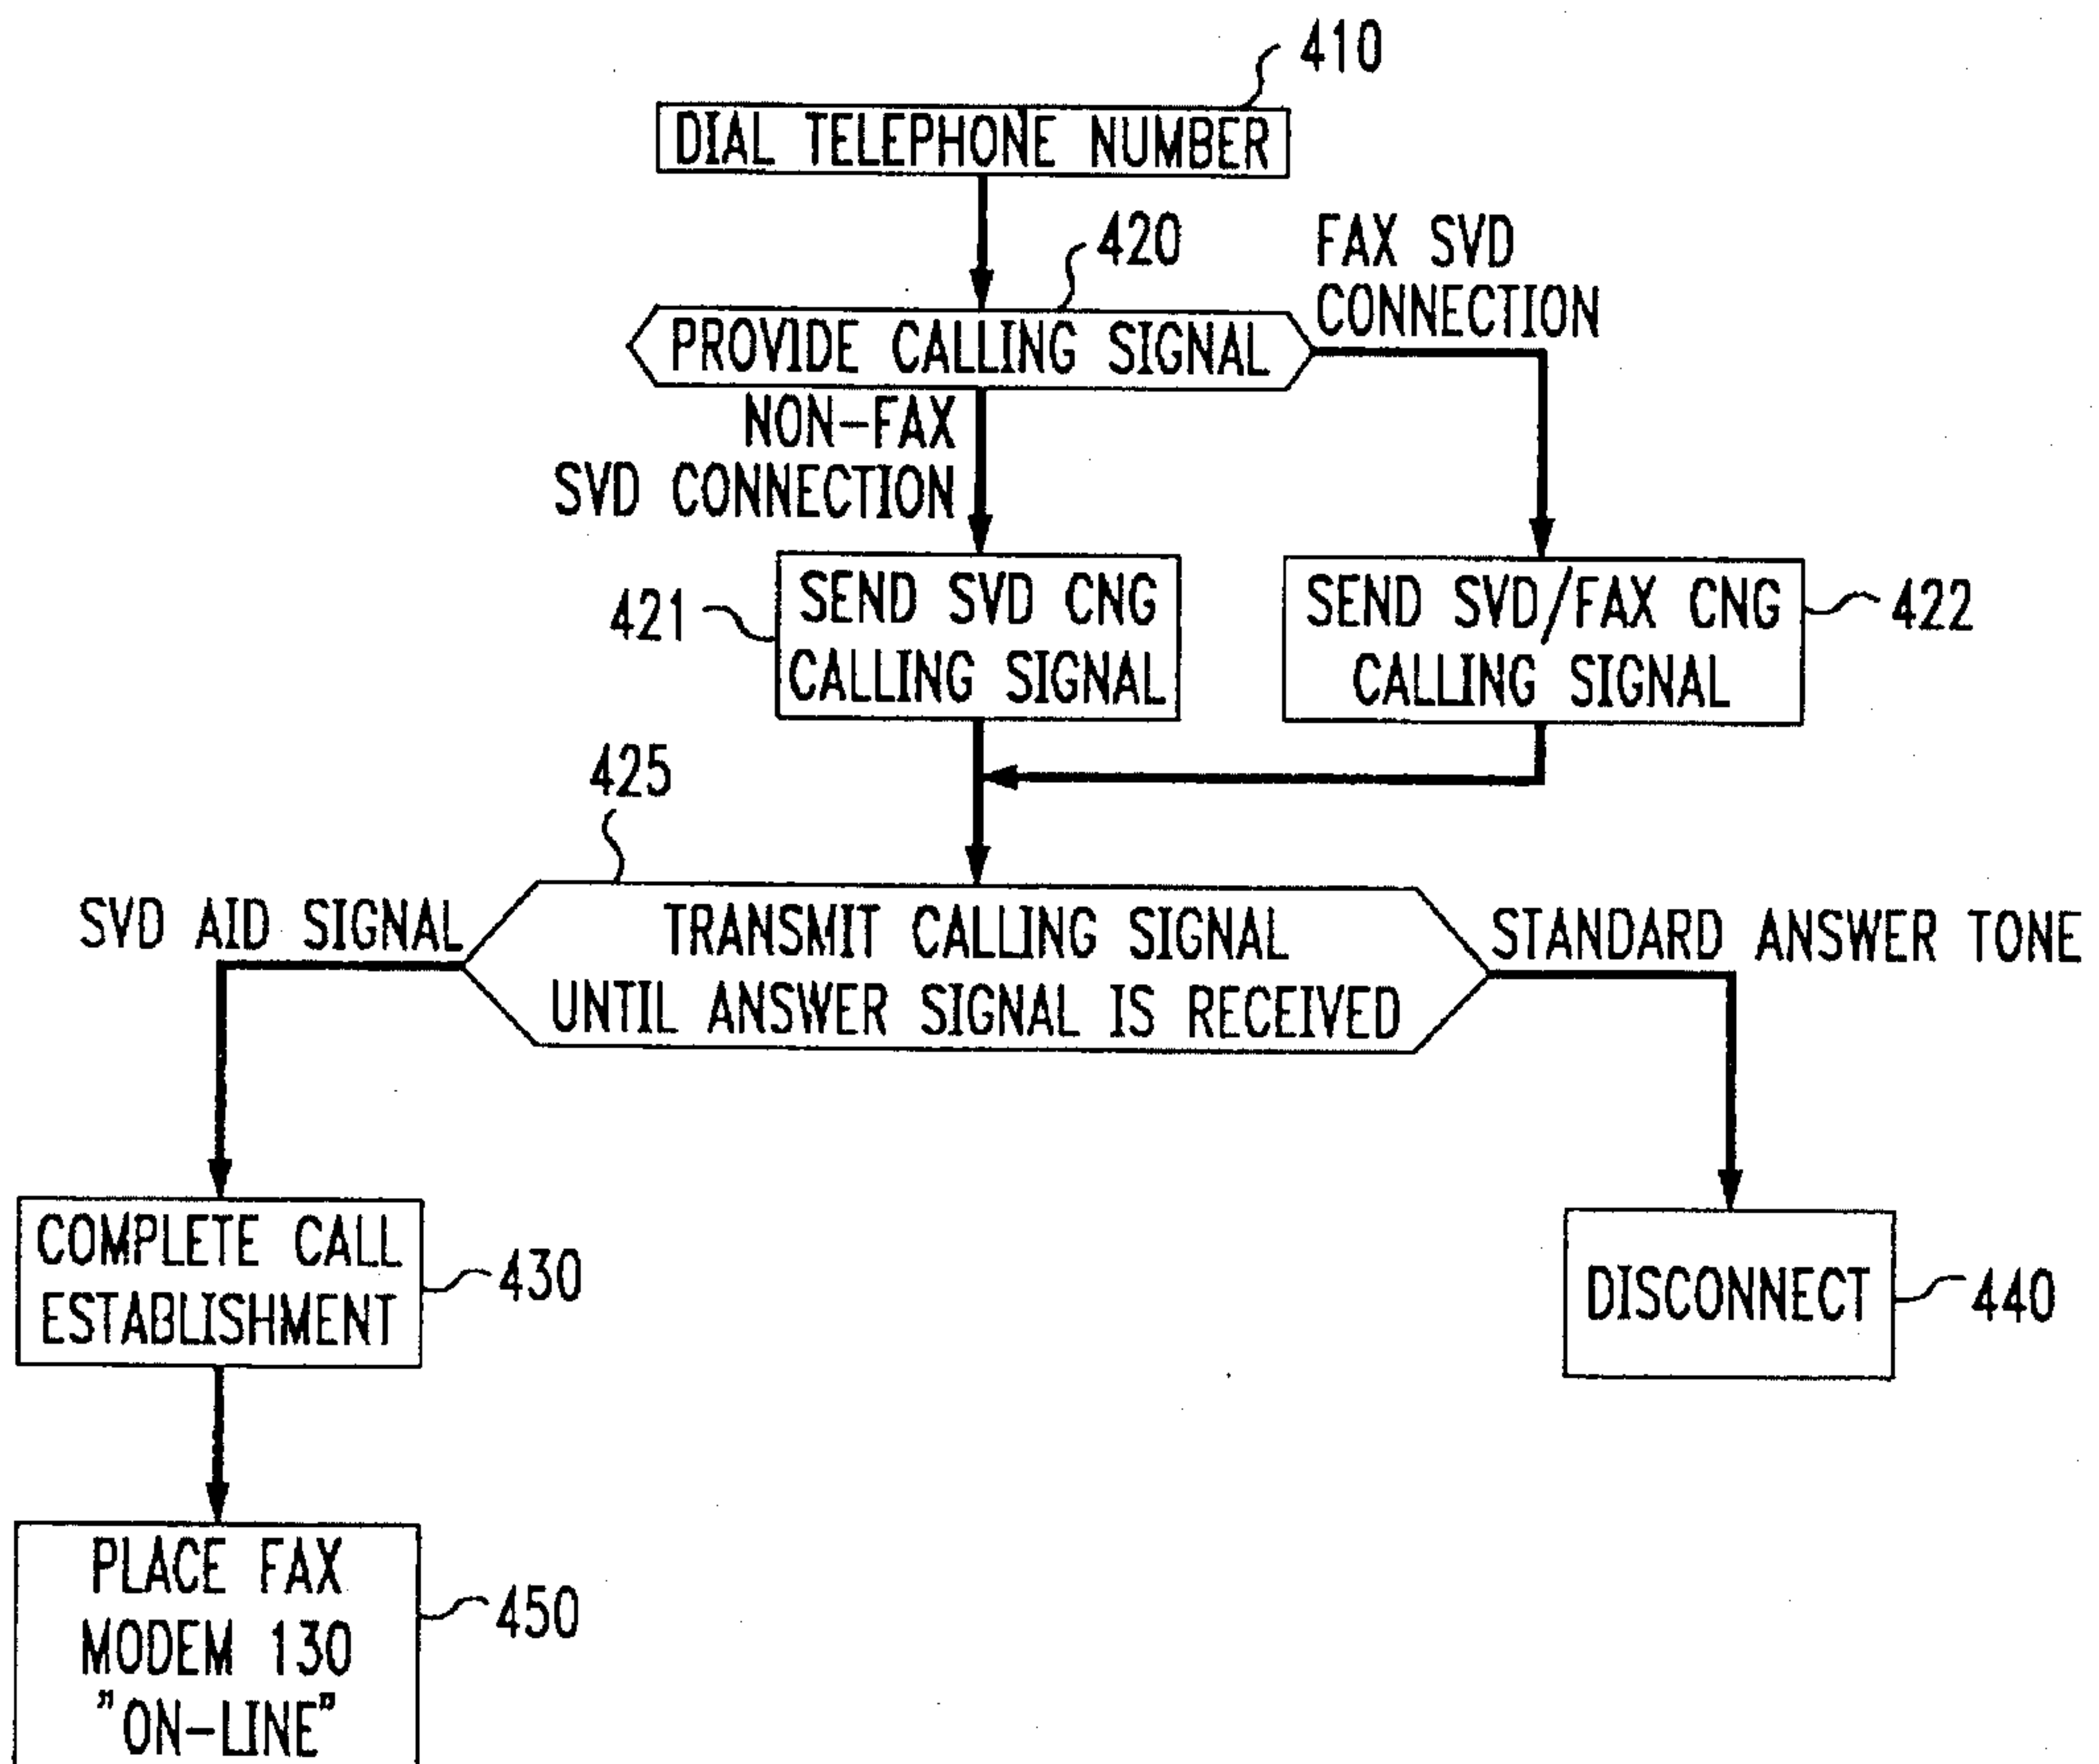 410
DIAL TELEPHONE NUMBER
420
FAX SVD
CONNECTION
PROVIDE CALLING SIGNAL
NON-FAX
SVD CONNECTION
421
SEND SVD CNG
CALLING SIGNAL
SEND SVD/FAX CNG
CALLING SIGNAL
422
425
SVD AID SIGNAL
TRANSMIT CALLING SIGNAL
UNTIL ANSWER SIGNAL IS RECEIVED
STANDARD ANSWER TONE
COMPLETE CALL
ESTABLISHMENT
430
DISCONNECT
440
PLACE FAX
MODEM 130
"ON-LINE"
450